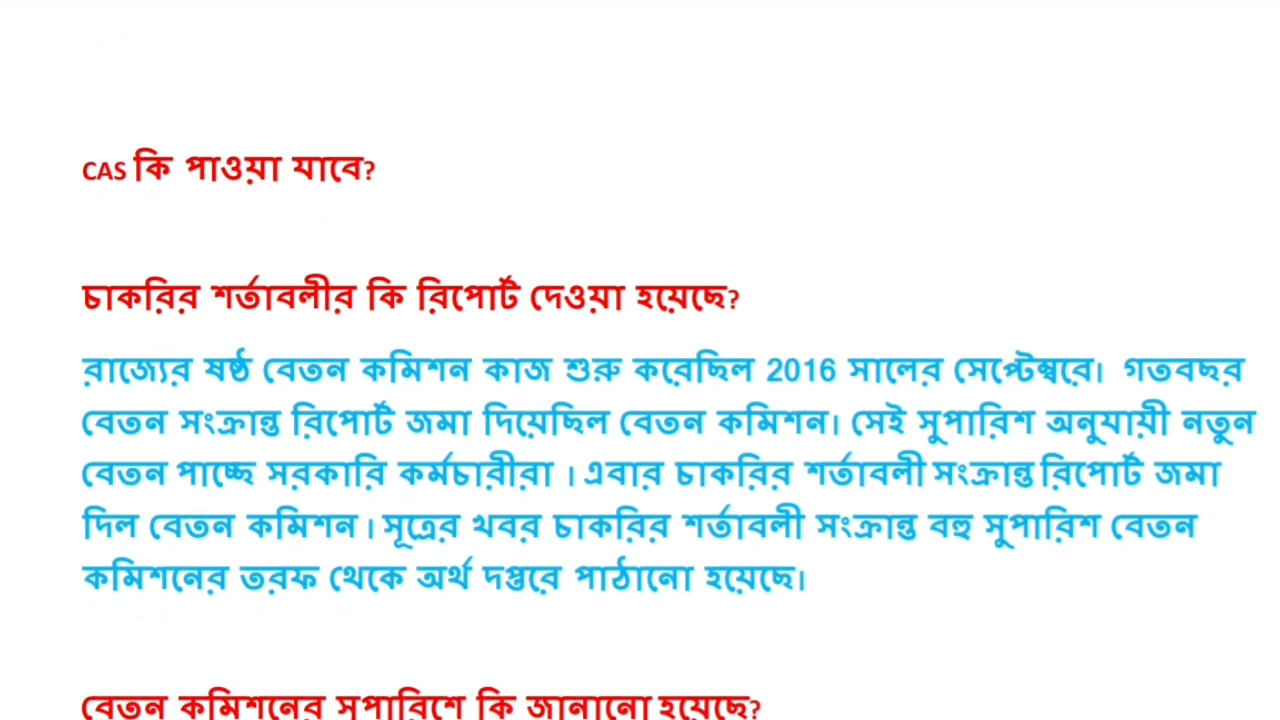 CAS কি পাওয়া যাবে?
চাকরির শর্তাবলীর কি রিপোর্ট দেওয়া হয়েছে?
রাজ্যের ষষ্ঠ বেতন কমিশন কাজ শুরু করেছিল 2016 সালের সেপ্টেম্বরে। গতবছর
বেতন সংক্রান্ত রিপোর্ট জমা দিয়েছিল বেতন কমিশন। সেই সুপারিশ অনুযায়ী নতুন
বেতন পাচ্ছে সরকারি কর্মচারীরা । এবার চাকরির শর্তাবলী সংক্রান্ত রিপোর্ট জমা
দিল বেতন কমিশন। সূত্রের খবর চাকরির শর্তাবলী সংক্রান্ত বহু সুপারিশ বেতন
কমিশনের তরফ থেকে অর্থ দপ্তরে পাঠানো হয়েছে।
বেতন কমিশনের সুপারিশে কি জানানো হয়েছে?